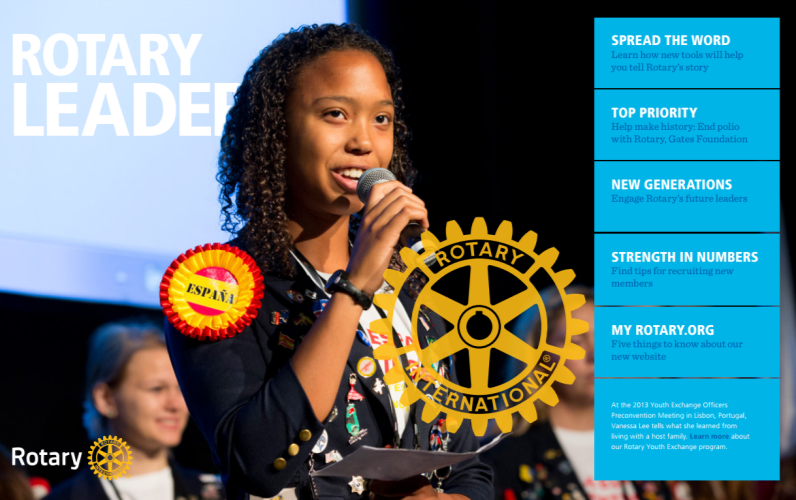 ROTARY
LEADER
SPREAD THE WORD
Learn how new tools will help
you tell Rotary's story
TOP PRIORITY
Help make history: End polio
with Rotary, Gates Foundation
NEW GENERATIONS
Engage Rotary's future leaders
STRENGTH IN NUMBERS
Find tips for recruiting new
members
MY ROTARY.ORG
Five things to know about our
new website
At the 2013 Youth Exchange Officers
Preconvention Meeting in Lisbon, Portugal,
Vanessa Lee tells what she learned from
living with a host family. Learn more about
our Rotary Youth Exchange program.
ESPAÑA
ROTARY
INTERNATIONAL®
Rotary